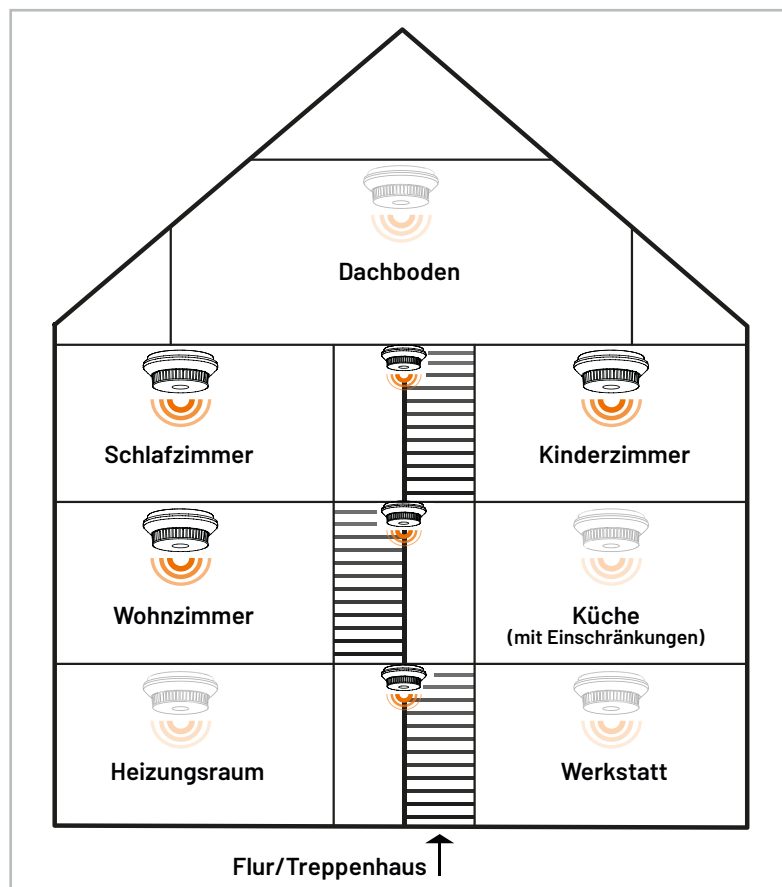 Dachboden
Schlafzimmer
Kinderzimmer
Wohnzimmer
Küche
(mit Einschränkungen)
Heizungsraum
Werkstatt
Flur/Treppenhaus